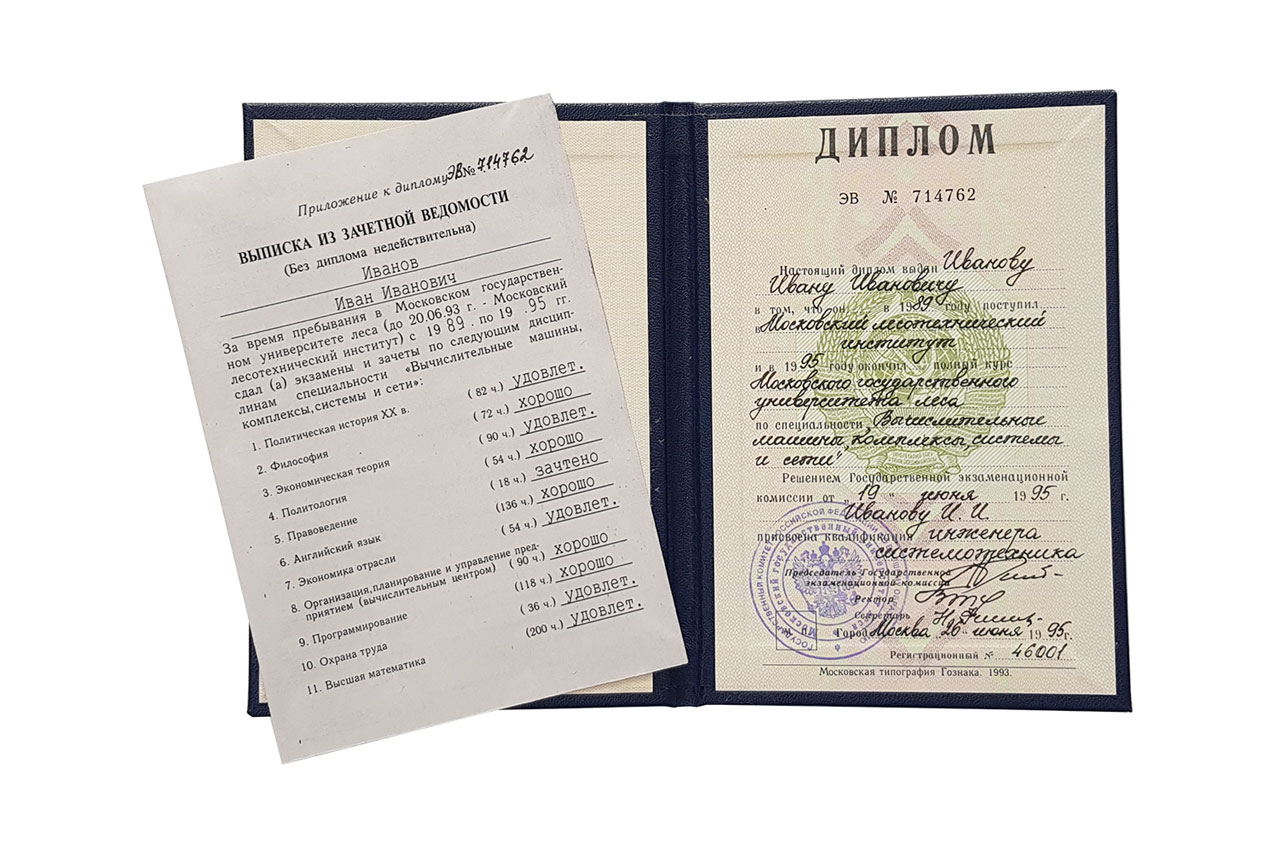 Приложение к диплому ЭВ № 714762
ВЫПИСКА ИЗ ЗАЧЕТНОЙ ВЕДОМОСТИ
(Без диплома недействительна)
Иванов
Иван Иванович
За время пребывания в Московском государствен-
ном университете леса (до 20.06.93 г. - Московский
лесотехнический институт) с 1989. по 19.95 гг.
сдал (а) экзамены и зачеты по следующим дисцип-
линам специальности «Вычислительные машины,
комплексы, системы и сети»:
1. Политическая история XX в. (82 ч.) удовлет.
2. Философия (72 ч.) хорошо
3. Экономическая теория (90 ч.) удовлет.
4. Политология (54 ч.) хорошо
5. Правоведение (18 ч.) зачтено
6. Английский язык (136 ч.) хорошо
7. Экономика отрасли (54 ч.) удовлет.
8. Организация, планирование и управление пред-
приятием (вычислительным центром) (90 ч.) хорошо
9. Программирование (118 ч.) хорошо
10. Охрана труда (36 ч.) удовлет.
11. Высшая математика (200 ч.) удовлет.
ДИПЛОМ
ЭВ № 714762
Настоящий диплом выдан Иванову
Ивану Ивановичу
в том, что он в 1989 году поступил
в Московский лесотехнический
институт
и в 1995 году окончил полный курс
Московского государственного
университета леса
по специальности „Вычислительные
машины, комплексы, системы
и сети"
Решением Государственной экзаменационной
комиссии от "19" июня 1995 г.
Иванову И. И.
присвоена квалификация инженера
системотехника
Председатель Государственной
экзаменационной комиссии
Ректор
Секретарь
Город Москва 26 июня 1995г.
Регистрационный № 46001
Московская типография Гознака. 1993.